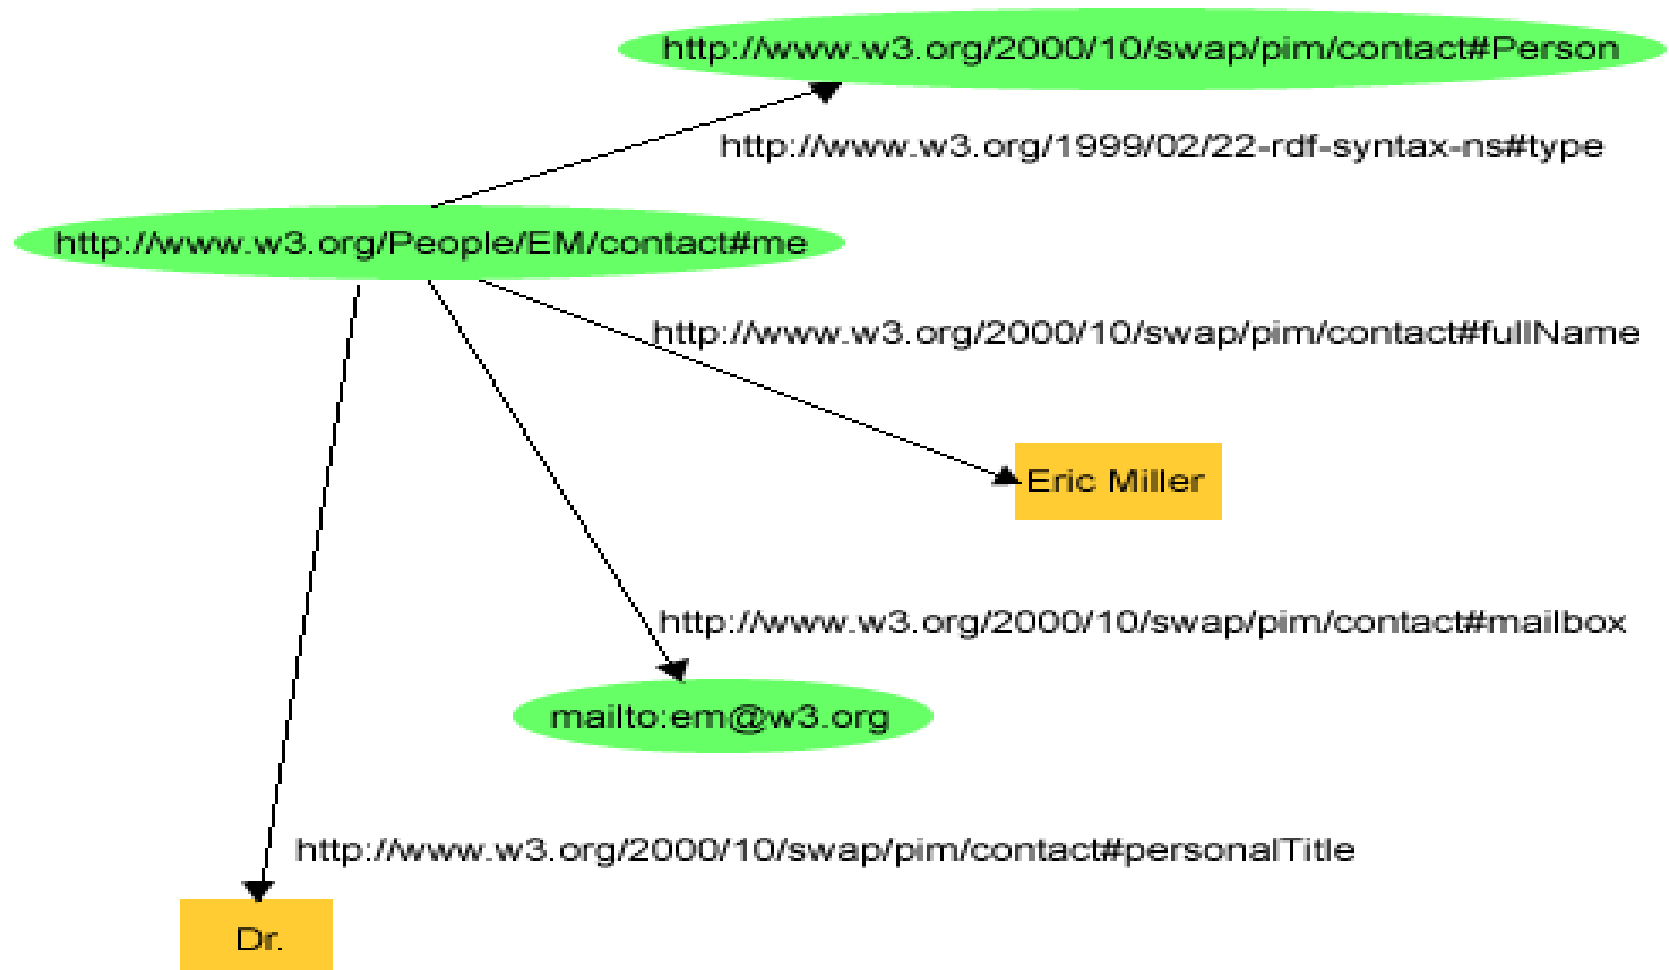 http://www.w3.org/2000/10/swap/pim/contact#Person
http://www.w3.org/1999/02/22-rdf-syntax-ns#type
http://www.w3.org/People/EM/contact#me
http://www.w3.org/2000/10/swap/pim/contact#fullName
Eric Miller
http://www.w3.org/2000/10/swap/pim/contact#mailbox
mailto:em@w3.org
http://www.w3.org/2000/10/swap/pim/contact#personalTitle
Dr.